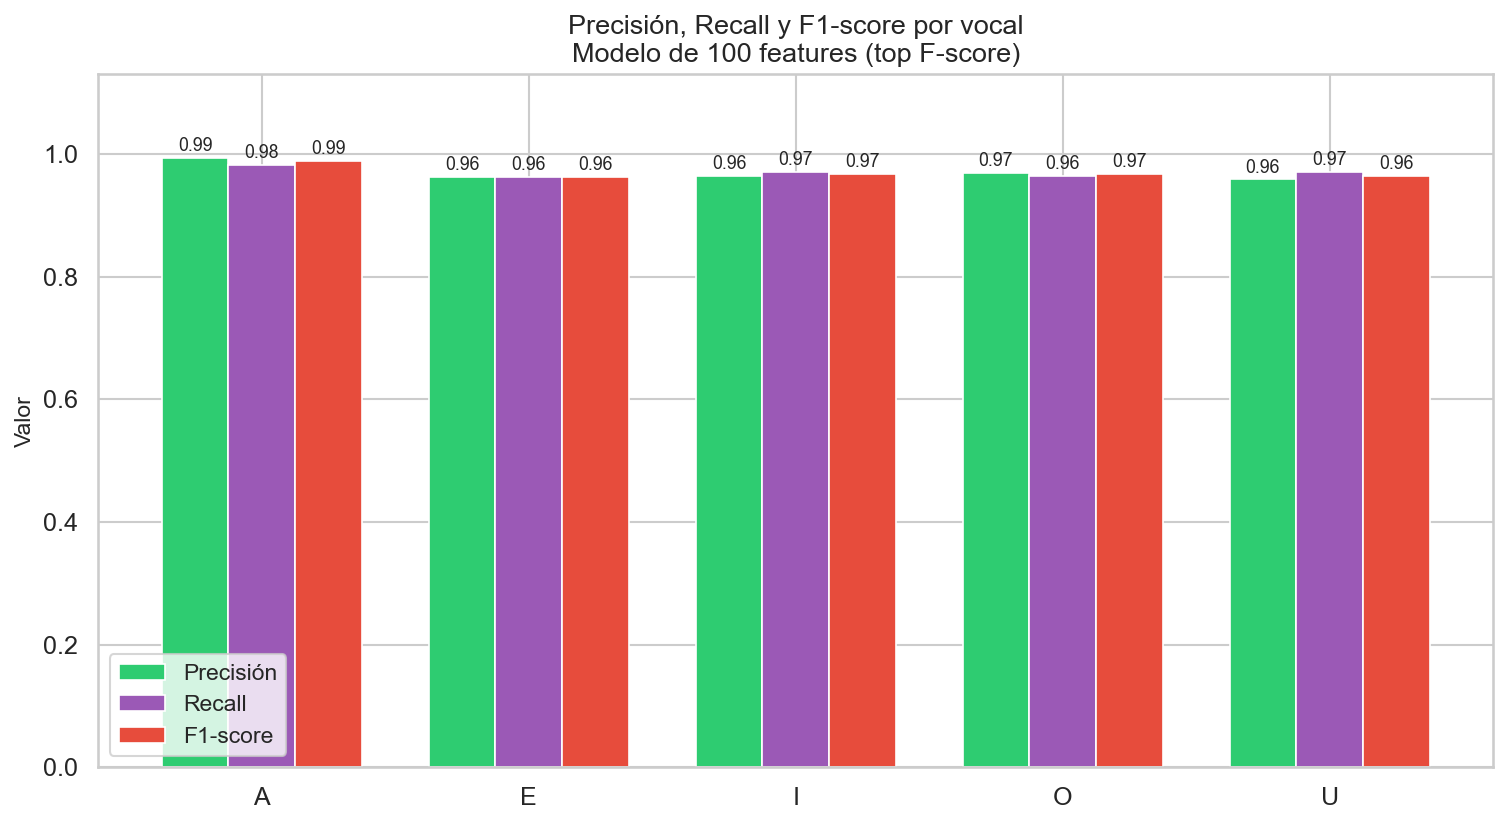 Precisión, Recall y F1-score por vocal
Modelo de 100 features (top F-score)
Valor
1.0
0.8
0.6
0.4
0.2
0.0
0.99 0.98 0.99
0.96 0.96 0.96
0.96 0.97 0.97
0.97 0.96 0.97
0.96 0.97 0.96
Precisión
Recall
F1-score
A E I O U